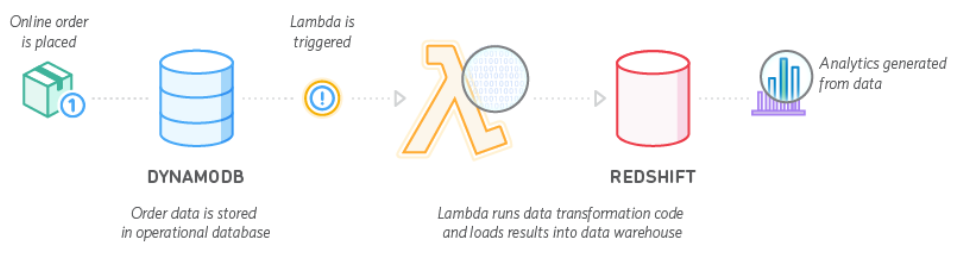 Online order
is placed
1
Lambda is
triggered
Analytics generated
from data
DYNAMODB
REDSHIFT
Order data is stored
in operational database
Lambda runs data transformation code
and loads results into data warehouse